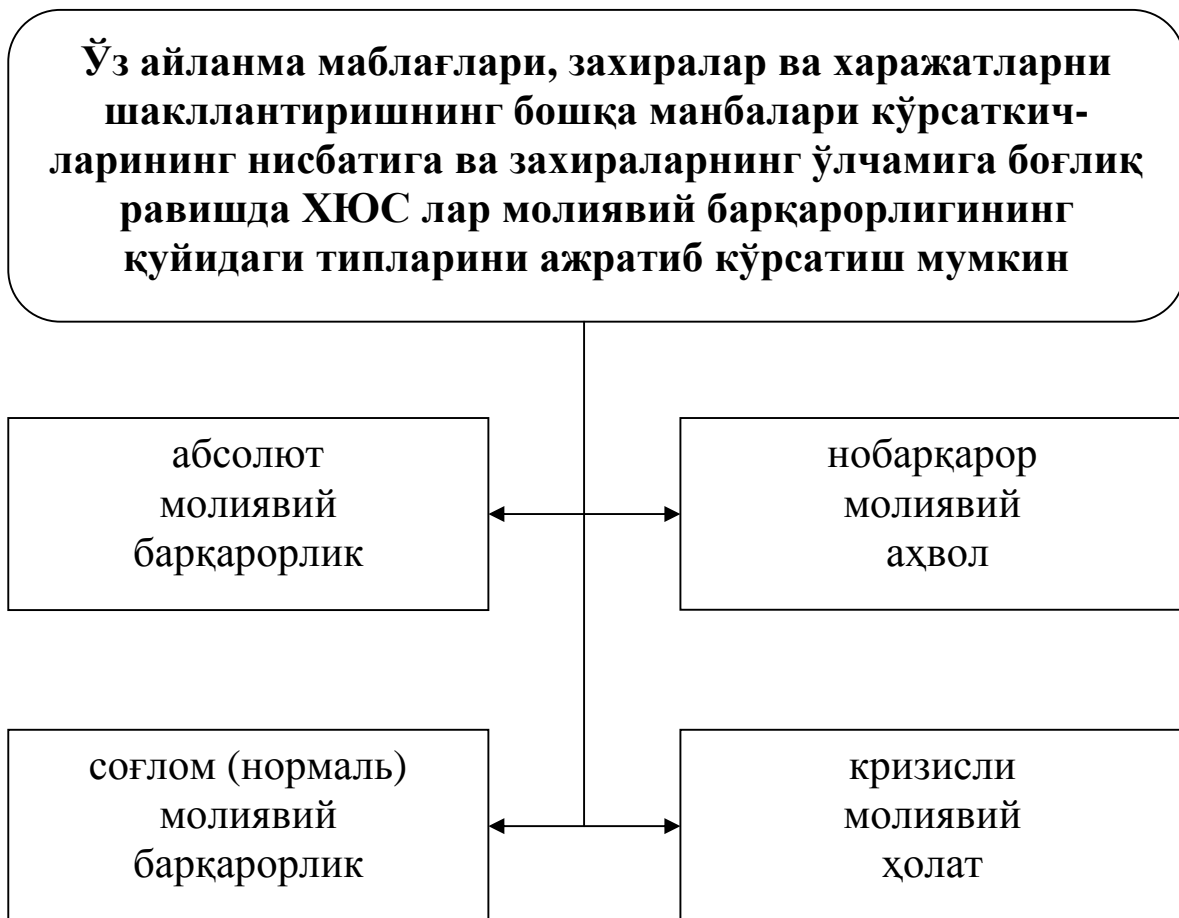 Ўз айланма маблағлари, захиралар ва харажатларни
шакллантиришнинг бошқа манбалари кўрсаткич-
ларининг нисбатига ва захираларнинг ўлчамига боғлиқ
равишда ХЮС лар молиявий барқарорлигининг
қуйидаги типларини ажратиб кўрсатиш мумкин
абсолют
молиявий
барқарорлик
нобарқарор
молиявий
аҳвол
соғлом (нормаль)
молиявий
барқарорлик
кризисли
молиявий
ҳолат